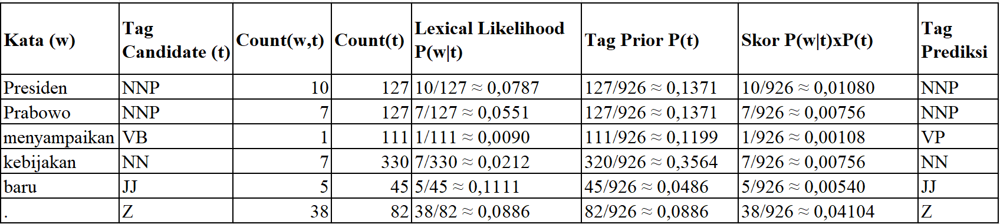 Kata (w) Tag Candidate (t) Count(w,t) Count(t) Lexical Likelihood P(w|t) Tag Prior P(t) Skor P(w|t)xP(t) Tag Prediksi
Presiden NNP 10 127 10/127 ≈ 0,0787 127/926 ≈ 0,1371 10/926 ≈ 0,01080 NNP
Prabowo NNP 7 127 7/127 ≈ 0,0551 127/926 ≈ 0,1371 7/926 ≈ 0,00756 NNP
menyampaikan VB 1 111 1/111 ≈ 0,0090 111/926 ≈ 0,1199 1/926 ≈ 0,00108 VP
kebijakan NN 7 330 7/330 ≈ 0,0212 320/926 ≈ 0,3564 7/926 ≈ 0,00756 NN
baru JJ 5 45 5/45 ≈ 0,1111 45/926 ≈ 0,0486 5/926 ≈ 0,00540 JJ
. Z 38 82 38/82 ≈ 0,0886 82/926 ≈ 0,0886 38/926 ≈ 0,04104 Z